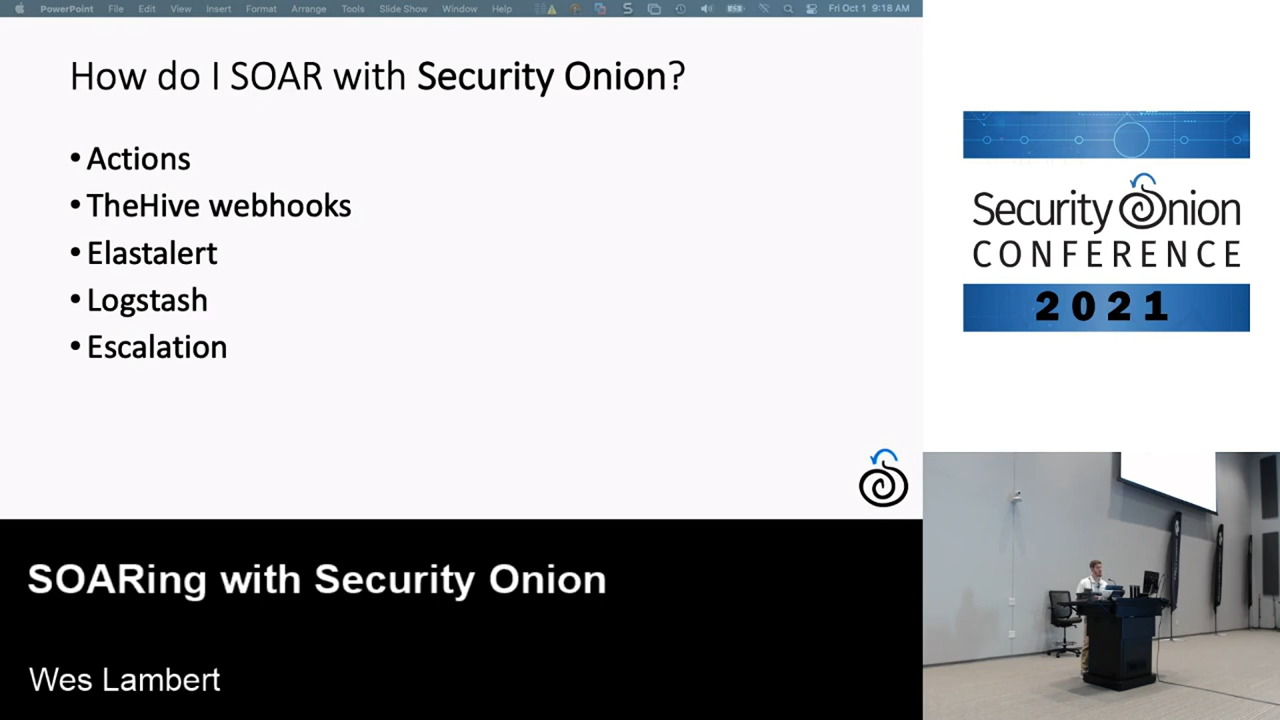 PowerPoint File Edit View Insert Format Arrange Tools Slide Show Window Help Fri Oct 1 9:18 AM
How do I SOAR with Security Onion?
• Actions
• TheHive webhooks
• Elastalert
• Logstash
• Escalation
Security Onion
CONFERENCE
2021
SOARing with Security Onion
Wes Lambert